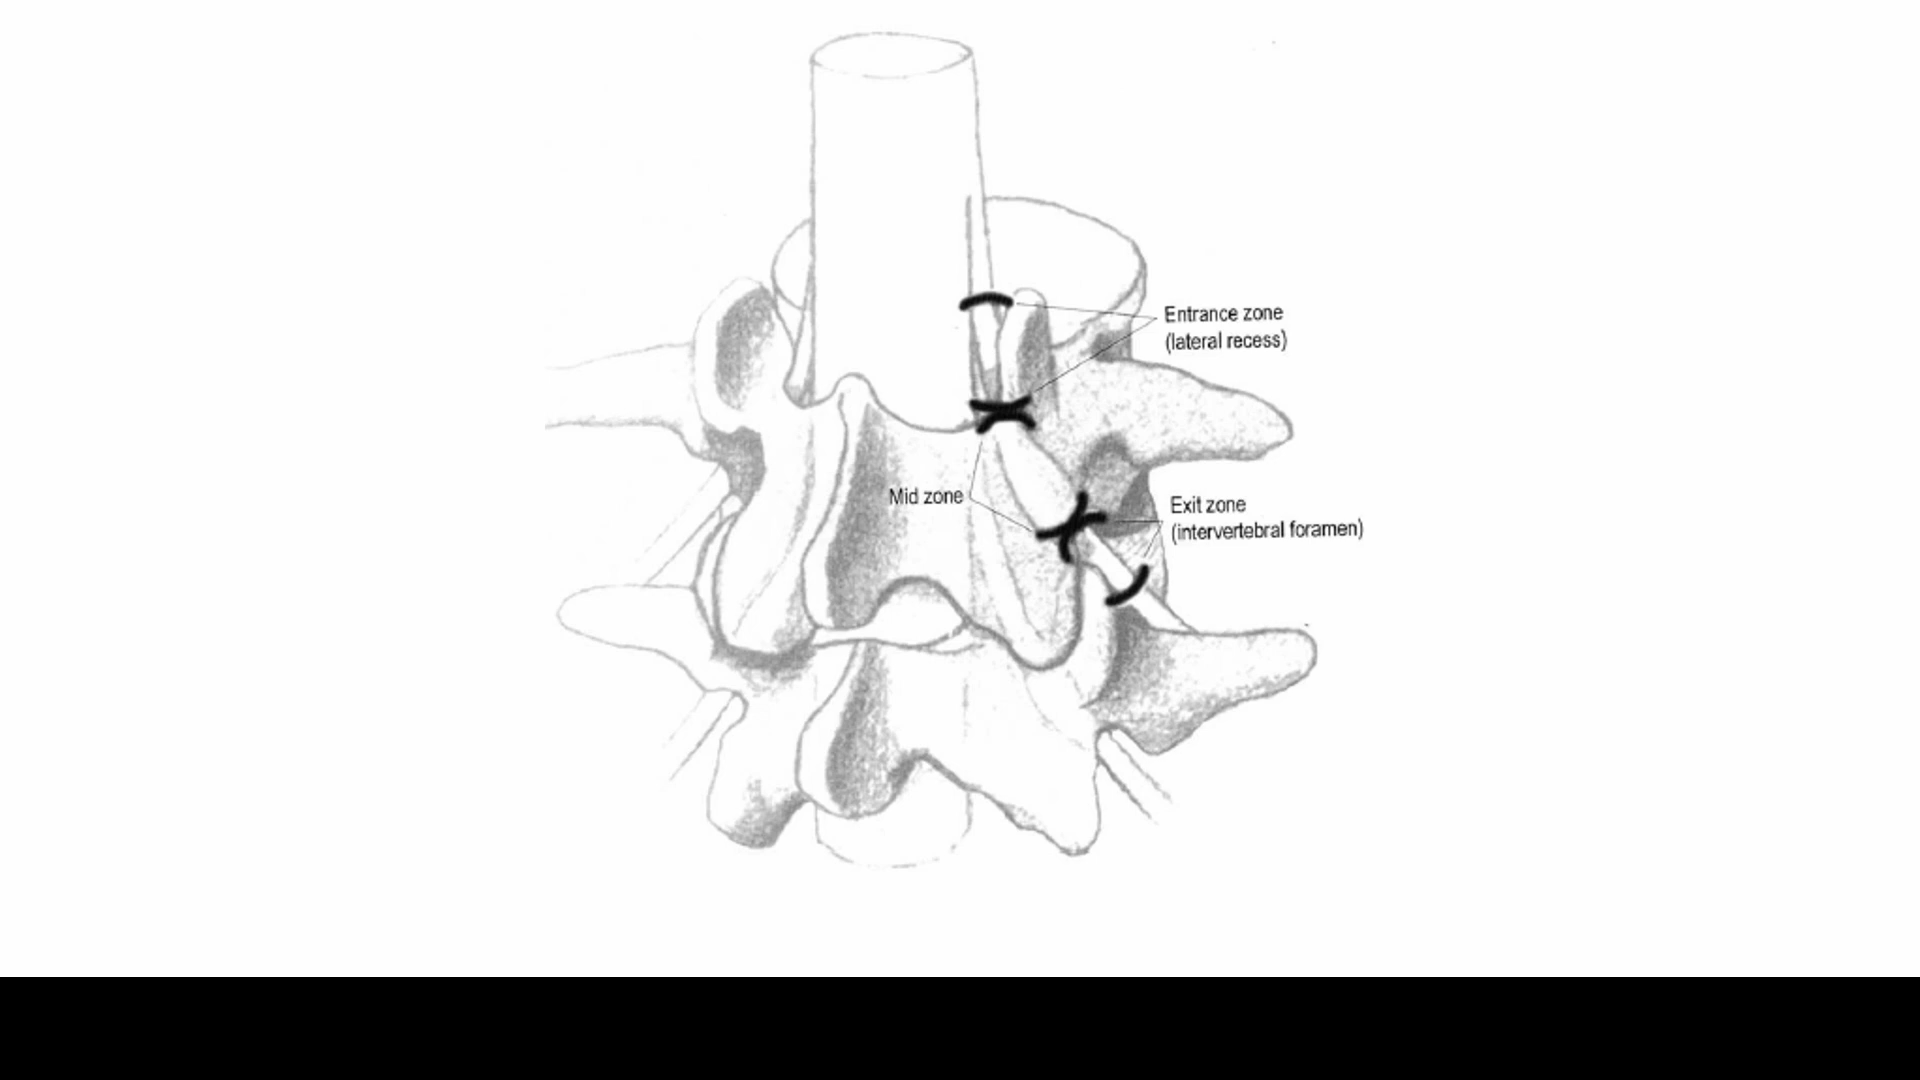 Entrance zone
(lateral recess)
Mid zone
Exit zone
(intervertebral foramen)